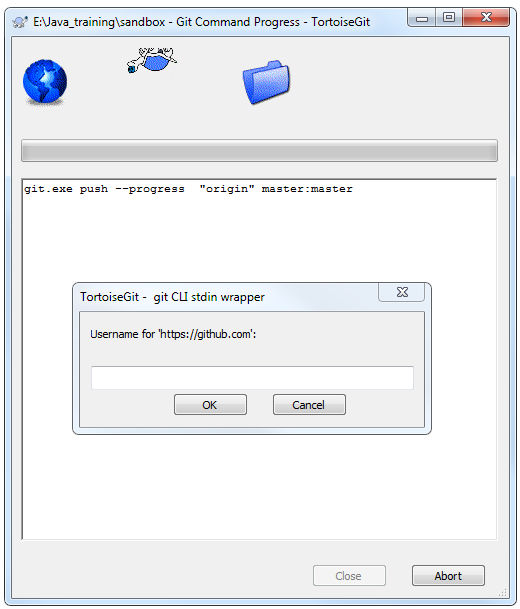 E:\Java_training\sandbox - Git Command Progress - TortoiseGit
git.exe push --progress  "origin" master:master
TortoiseGit -  git CLI stdin wrapper
Username for 'https://github.com':
OK
Cancel
Close
Abort